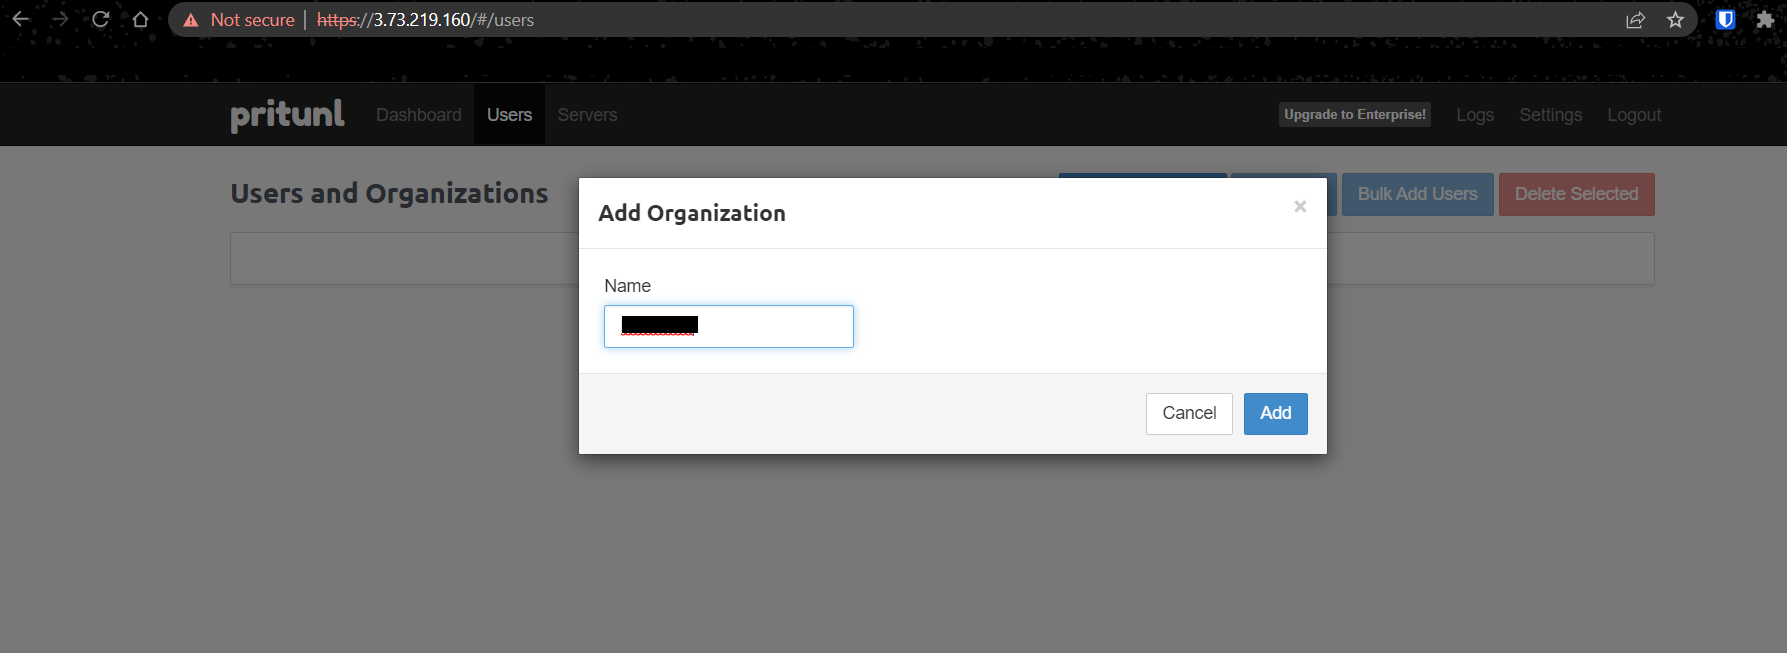 Not secure | https://3.73.219.160/#/users
pritunl Dashboard Users Servers Upgrade to Enterprise! Logs Settings Logout
Users and Organizations Bulk Add Users Delete Selected
Add Organization ×
Name
Cancel Add